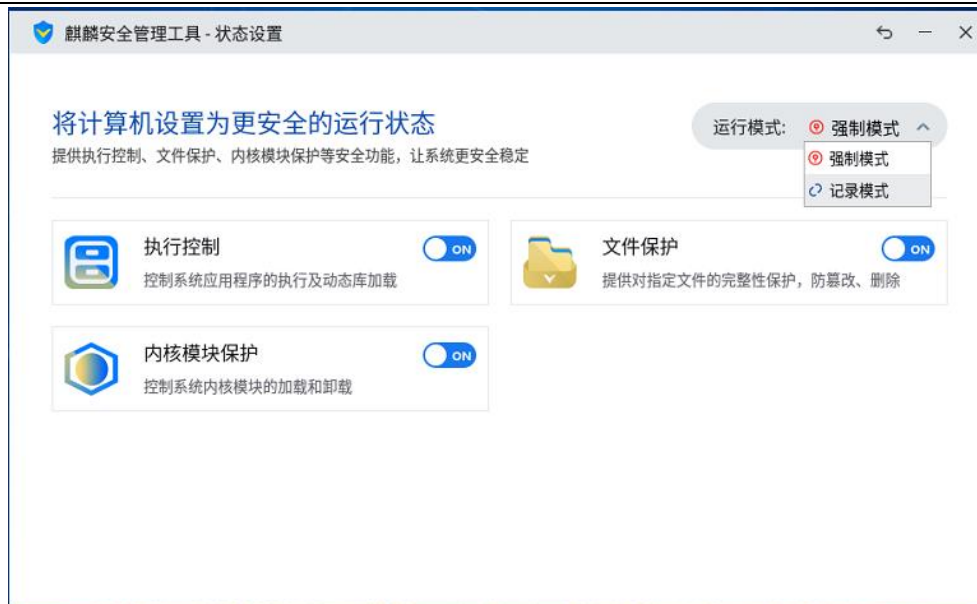 麒麟安全管理工具 - 状态设置
将计算机设置为更安全的运行状态
提供执行控制、文件保护、内核模块保护等安全功能，让系统更安全稳定
运行模式: 强制模式
强制模式
记录模式
执行控制
ON
控制系统应用程序的执行及动态库加载
文件保护
ON
提供对指定文件的完整性保护，防篡改、删除
内核模块保护
ON
控制系统内核模块的加载和卸载